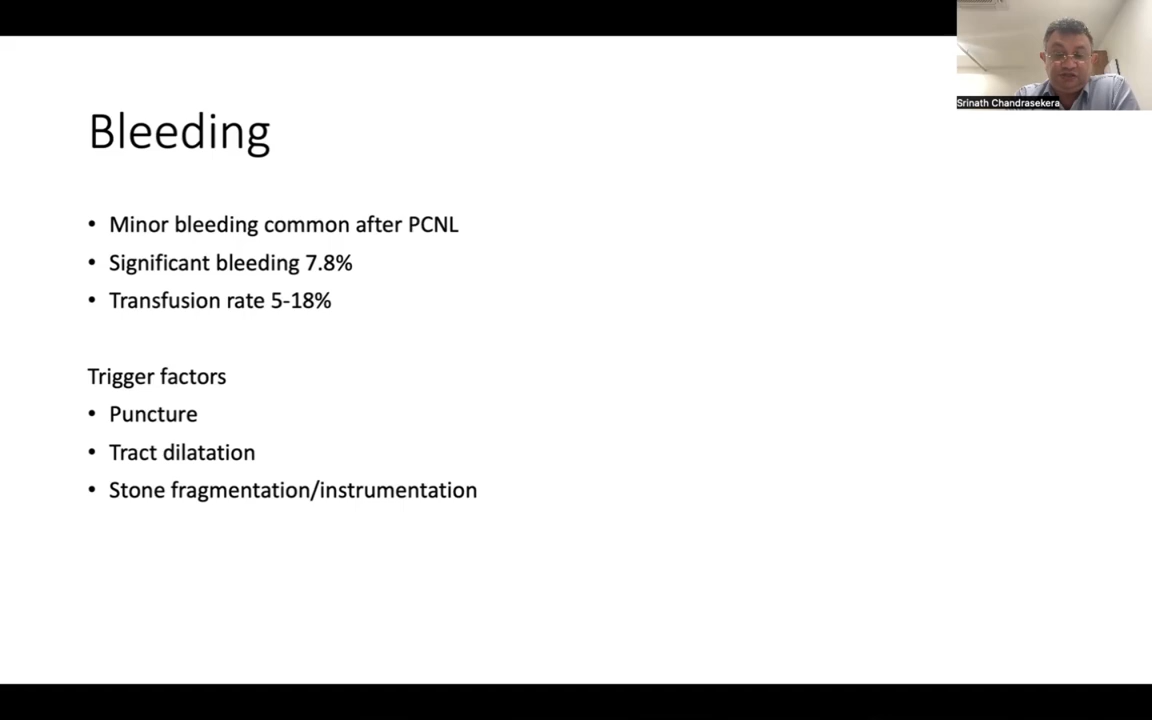 Srinath Chandrasekera
Bleeding
• Minor bleeding common after PCNL
• Significant bleeding 7.8%
• Transfusion rate 5-18%
Trigger factors
• Puncture
• Tract dilatation
• Stone fragmentation/instrumentation